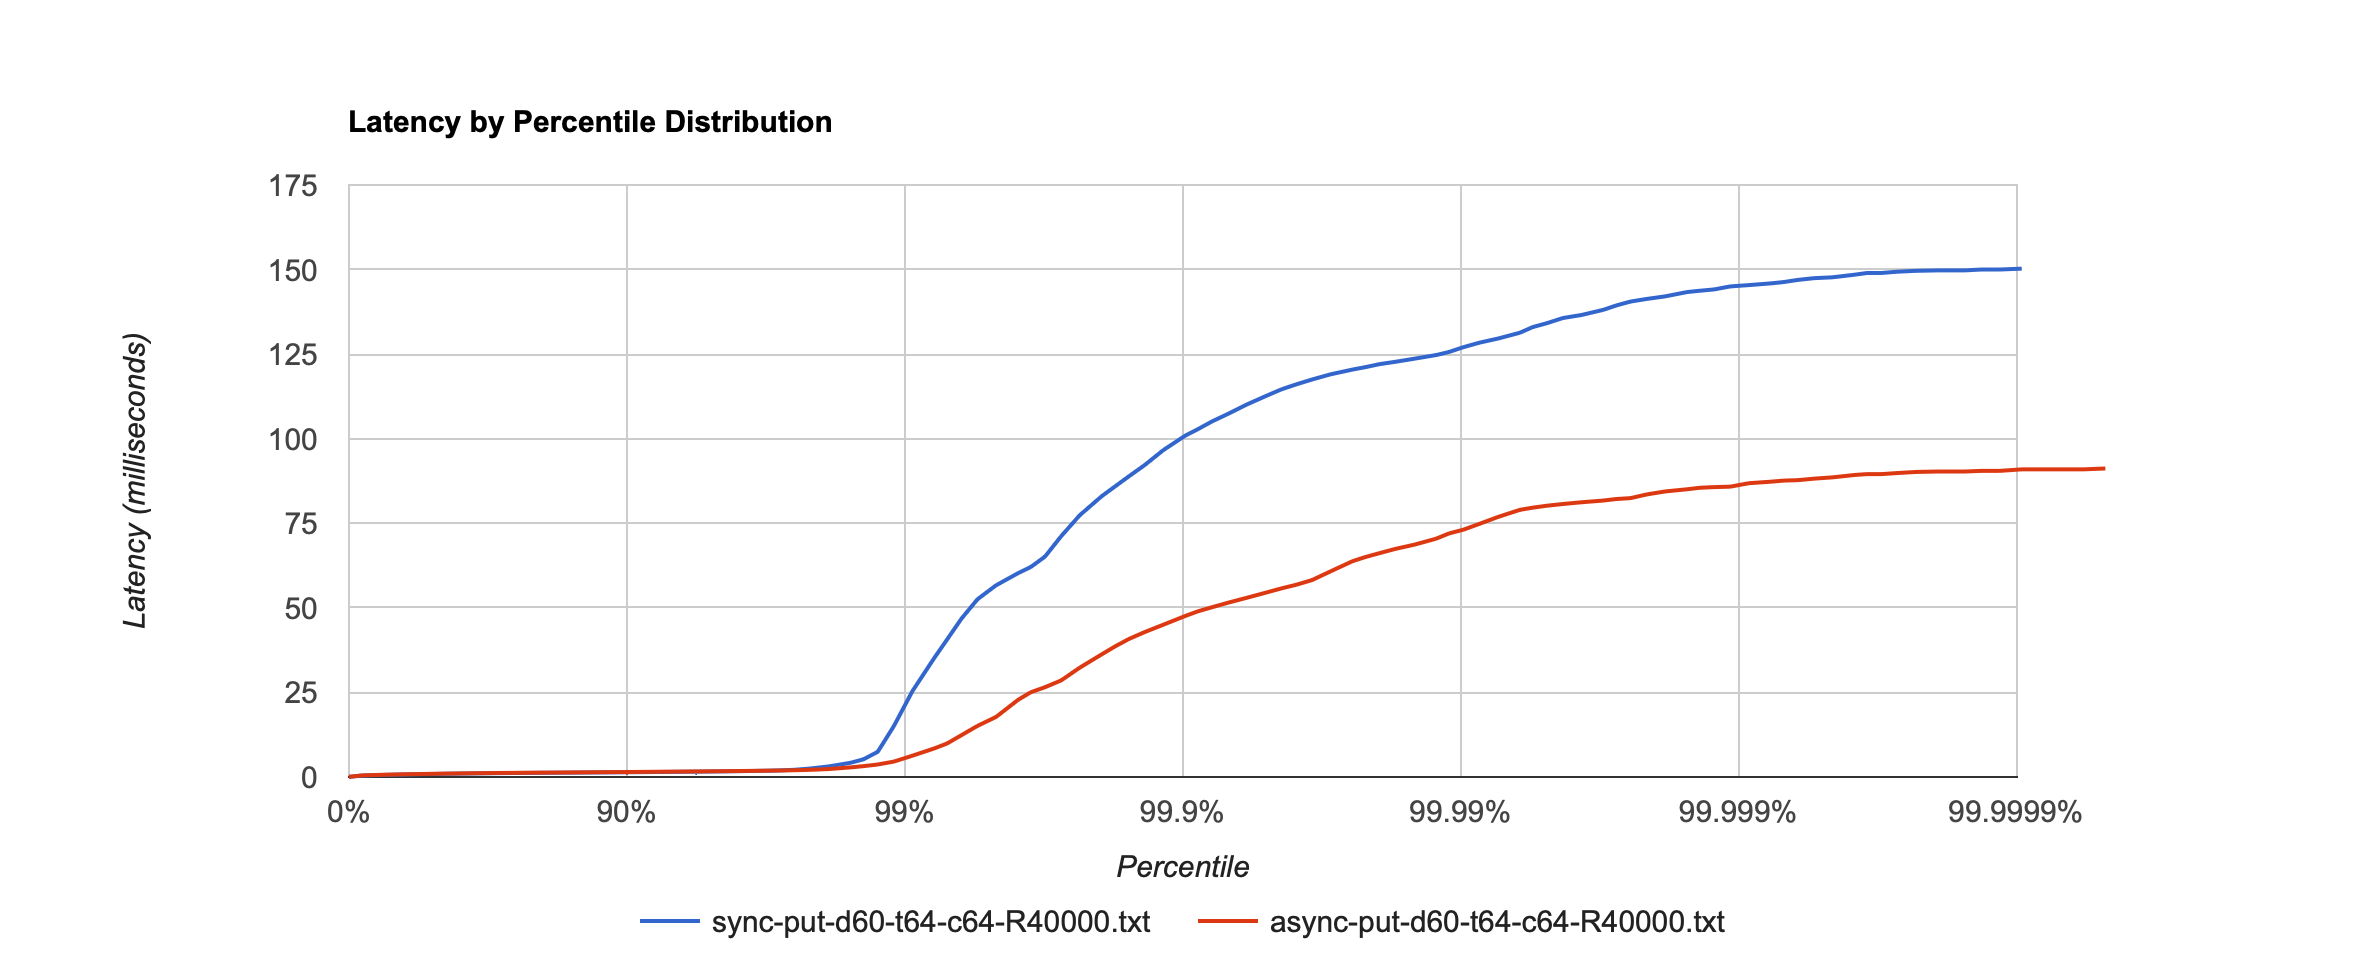 Latency by Percentile Distribution
175
150
125
100
75
50
25
0
Latency (milliseconds)
0% 90% 99% 99.9% 99.99% 99.999% 99.9999%
Percentile
sync-put-d60-t64-c64-R40000.txt async-put-d60-t64-c64-R40000.txt